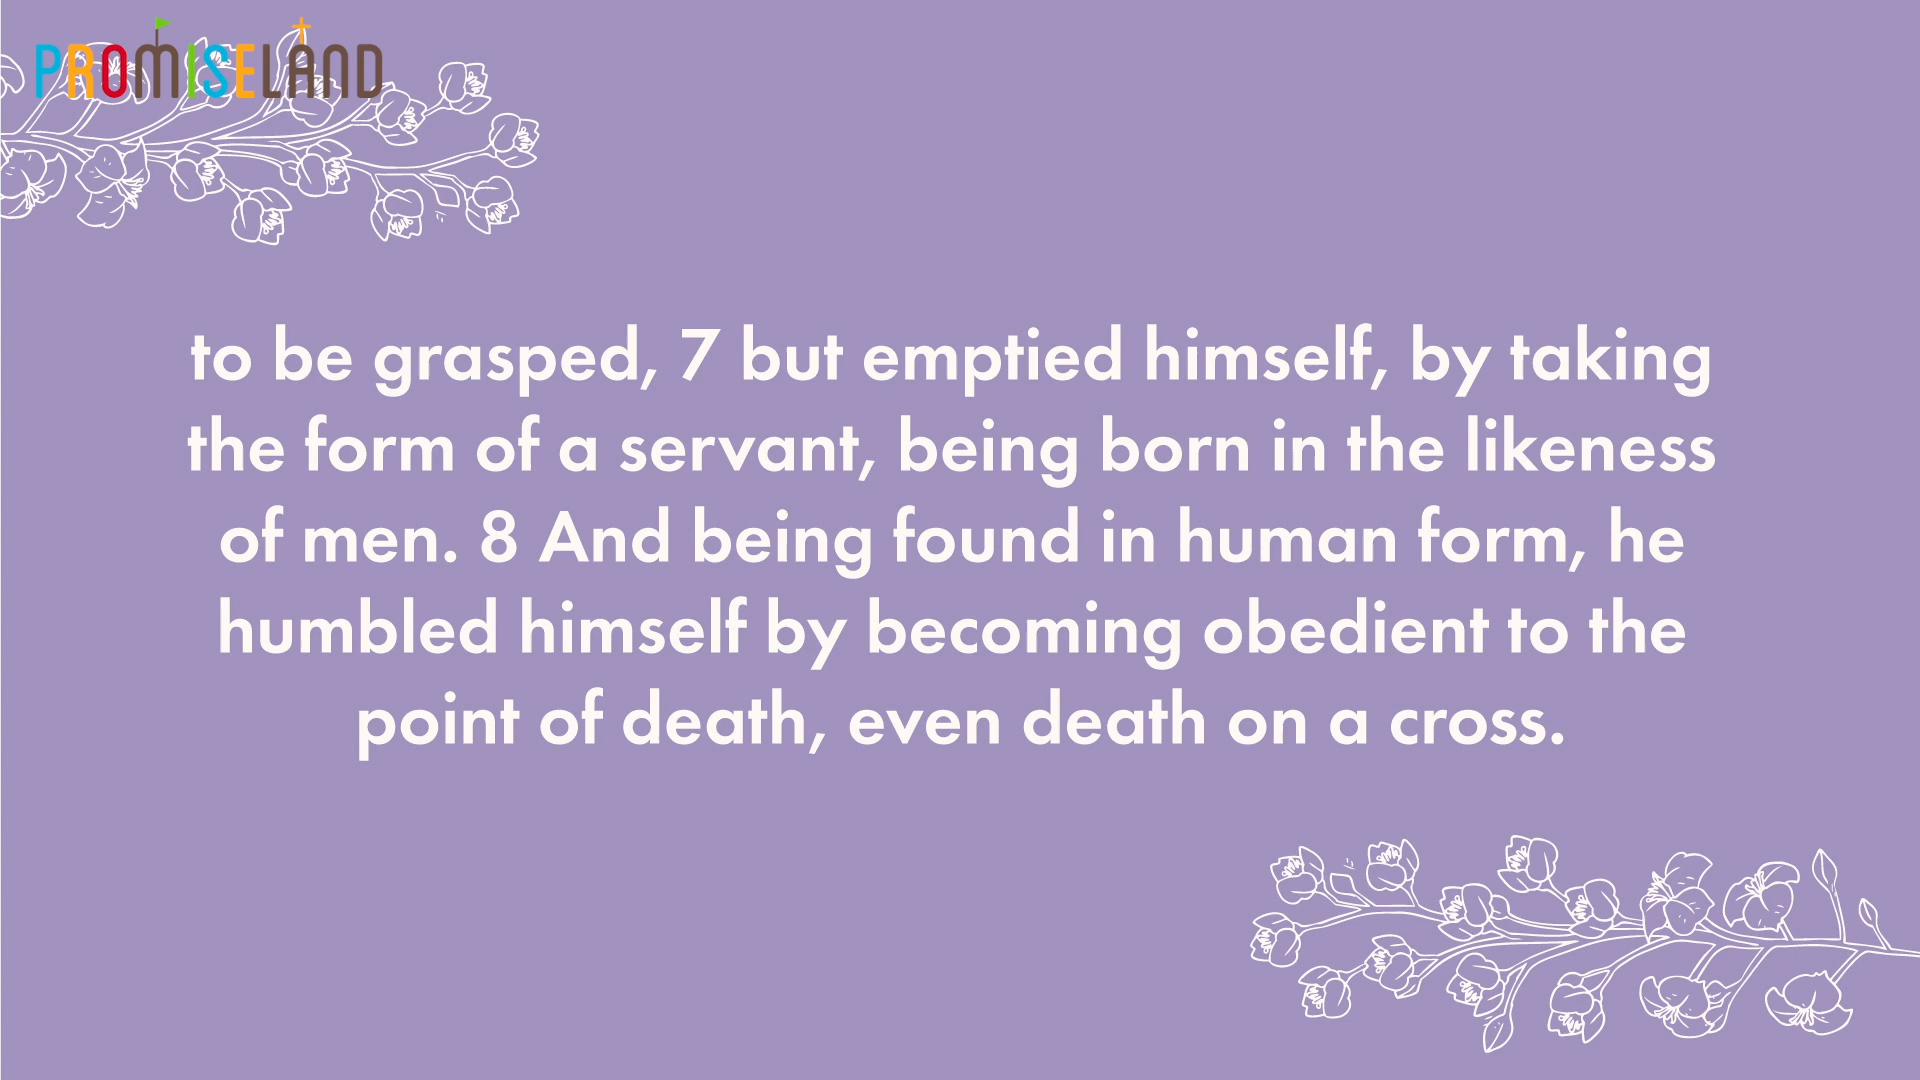 PROMISELAND
to be grasped, 7 but emptied himself, by taking
the form of a servant, being born in the likeness
of men. 8 And being found in human form, he
humbled himself by becoming obedient to the
point of death, even death on a cross.